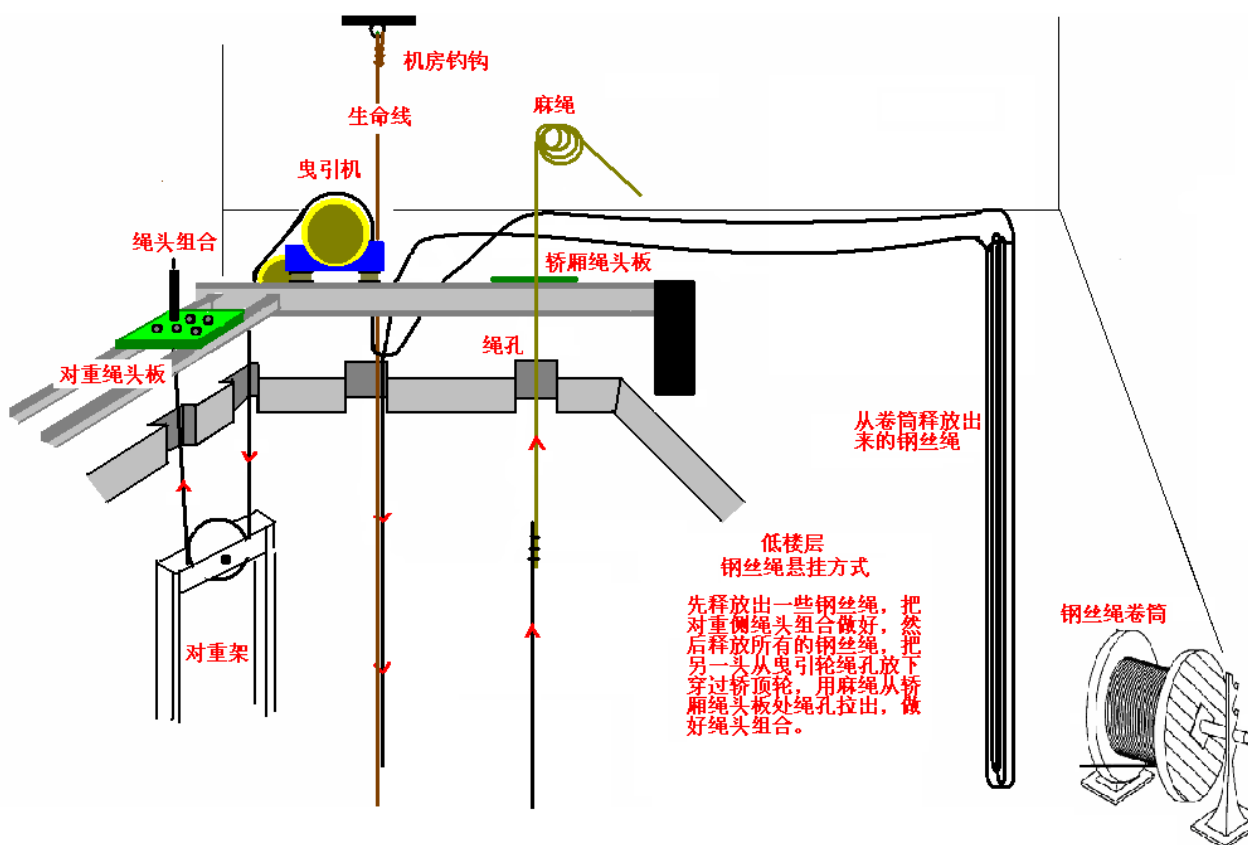 机房钓钩
生命线
麻绳
曳引机
绳头组合
轿厢绳头板
绳孔
对重绳头板
从卷筒释放出
来的钢丝绳
低楼层
钢丝绳悬挂方式
先释放出一些钢丝绳，把
对重侧绳头组合做好，然
后释放所有的钢丝绳，把
另一头从曳引轮绳孔放下
穿过轿顶轮，用麻绳从轿
厢绳头板处绳孔拉出，做
好绳头组合。
钢丝绳卷筒
对重架